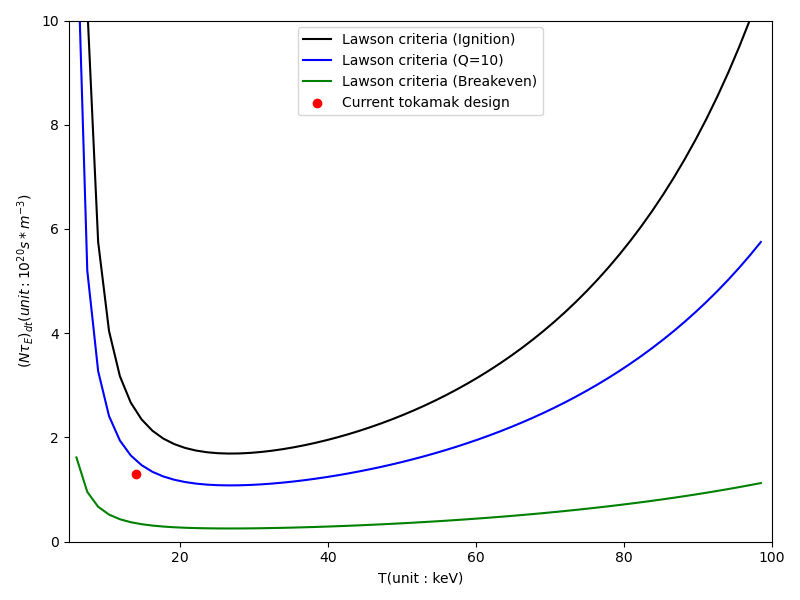 10
8
6
4
2
0
(Nτ_E)_{dt}(unit : 10^{20}s * m^{-3})
Lawson criteria (Ignition)
Lawson criteria (Q=10)
Lawson criteria (Breakeven)
Current tokamak design
20 40 60 80 100
T(unit : keV)